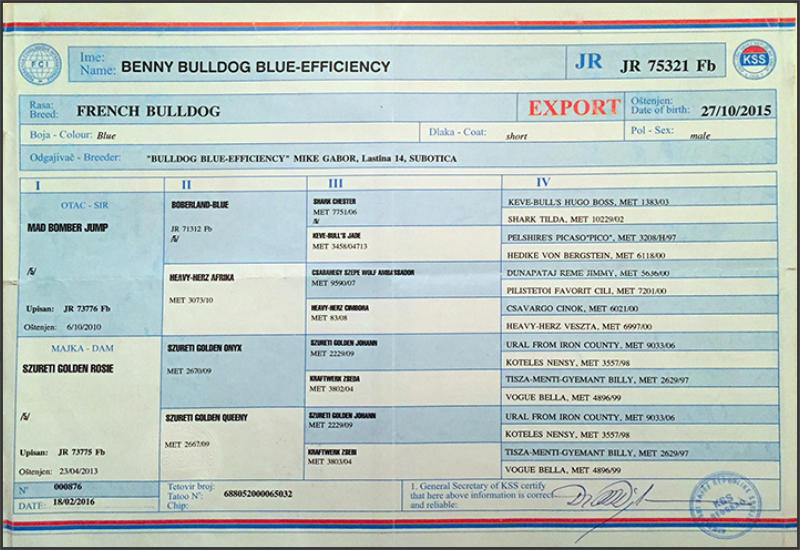 FCI
Ime:
Name: BENNY BULLDOG BLUE-EFFICIENCY
JR JR 75321 Fb
KSS
Rasa:
Breed: FRENCH BULLDOG
EXPORT
Oštenjen:
Date of birth: 27/10/2015
Boja - Colour: Blue
Dlaka - Coat: short
Pol - Sex: male
Odgajivač - Breeder: "BULLDOG BLUE-EFFICIENCY" MIKE GABOR, Lastina 14, SUBOTICA
I II III IV
OTAC - SIR
MAD BOMBER JUMP
/š/
Upisan: JR 73776 Fb
Oštenjen: 6/10/2010
MAJKA - DAM
SZURETI GOLDEN ROSIE
/š/
Upisan: JR 73775 Fb
Oštenjen: 23/04/2013
BOBERLAND-BLUE
JR 71312 Fb
/š/
HEAVY-HERZ AFRIKA
MET 3073/10
SZURETI GOLDEN ONYX
MET 2670/09
SZURETI GOLDEN QUEENY
MET 2667/09
SHARK CHESTER
MET 7751/06
/š/
KEVE-BULL'S JADE
MET 3458/04713
CSABAHEGY SZEPE WOLF AMBASSADOR
MET 9590/07
HEAVY-HERZ CIMBORA
MET 83/08
SZURETI GOLDEN JOHANN
MET 2229/09
KRAFTWERK ZSEDA
MET 3802/04
SZURETI GOLDEN JOHANN
MET 2229/09
KRAFTWERK ZSEBI
MET 3803/04
KEVE-BULL'S HUGO BOSS, MET 1383/03
SHARK TILDA, MET 10229/02
PELSHIRE'S PICASO"PICO", MET 3208/H/97
HEDIKE VON BERGSTEIN, MET 6118/00
DUNAPATAJ REME JIMMY, MET 5636/00
PILISTETOI FAVORIT CILI, MET 7201/00
CSAVARGO CINOK, MET 6021/00
HEAVY-HERZ VESZTA, MET 6997/00
URAL FROM IRON COUNTY, MET 9033/06
KOTELES NENSY, MET 3557/98
TISZA-MENTI-GYEMANT BILLY, MET 2629/97
VOGUE BELLA, MET 4896/99
URAL FROM IRON COUNTY, MET 9033/06
KOTELES NENSY, MET 3557/98
TISZA-MENTI-GYEMANT BILLY, MET 2629/97
VOGUE BELLA, MET 4896/99
Nº 000876
DATE: 18/02/2016
Tetovir broj:
Tatoo Nº:
Chip: 688052000065032
1. General Secretary of KSS certify
that here above information is correct
and reliable:
KSS
BEOGRAD